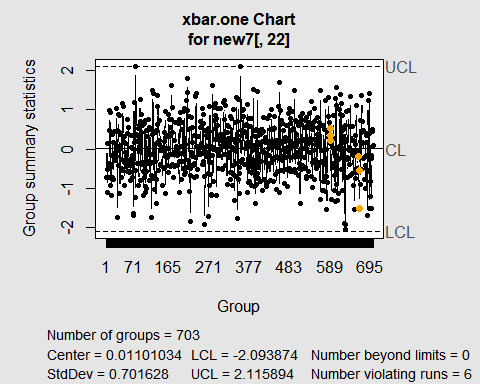 xbar.one Chart
for new7[, 22]
Group summary statistics
2
1
0
-1
-2
UCL
CL
LCL
1 71 165 271 377 483 589 695
Group
Number of groups = 703
Center = 0.01101034 LCL = -2.093874 Number beyond limits = 0
StdDev = 0.701628 UCL = 2.115894 Number violating runs = 6